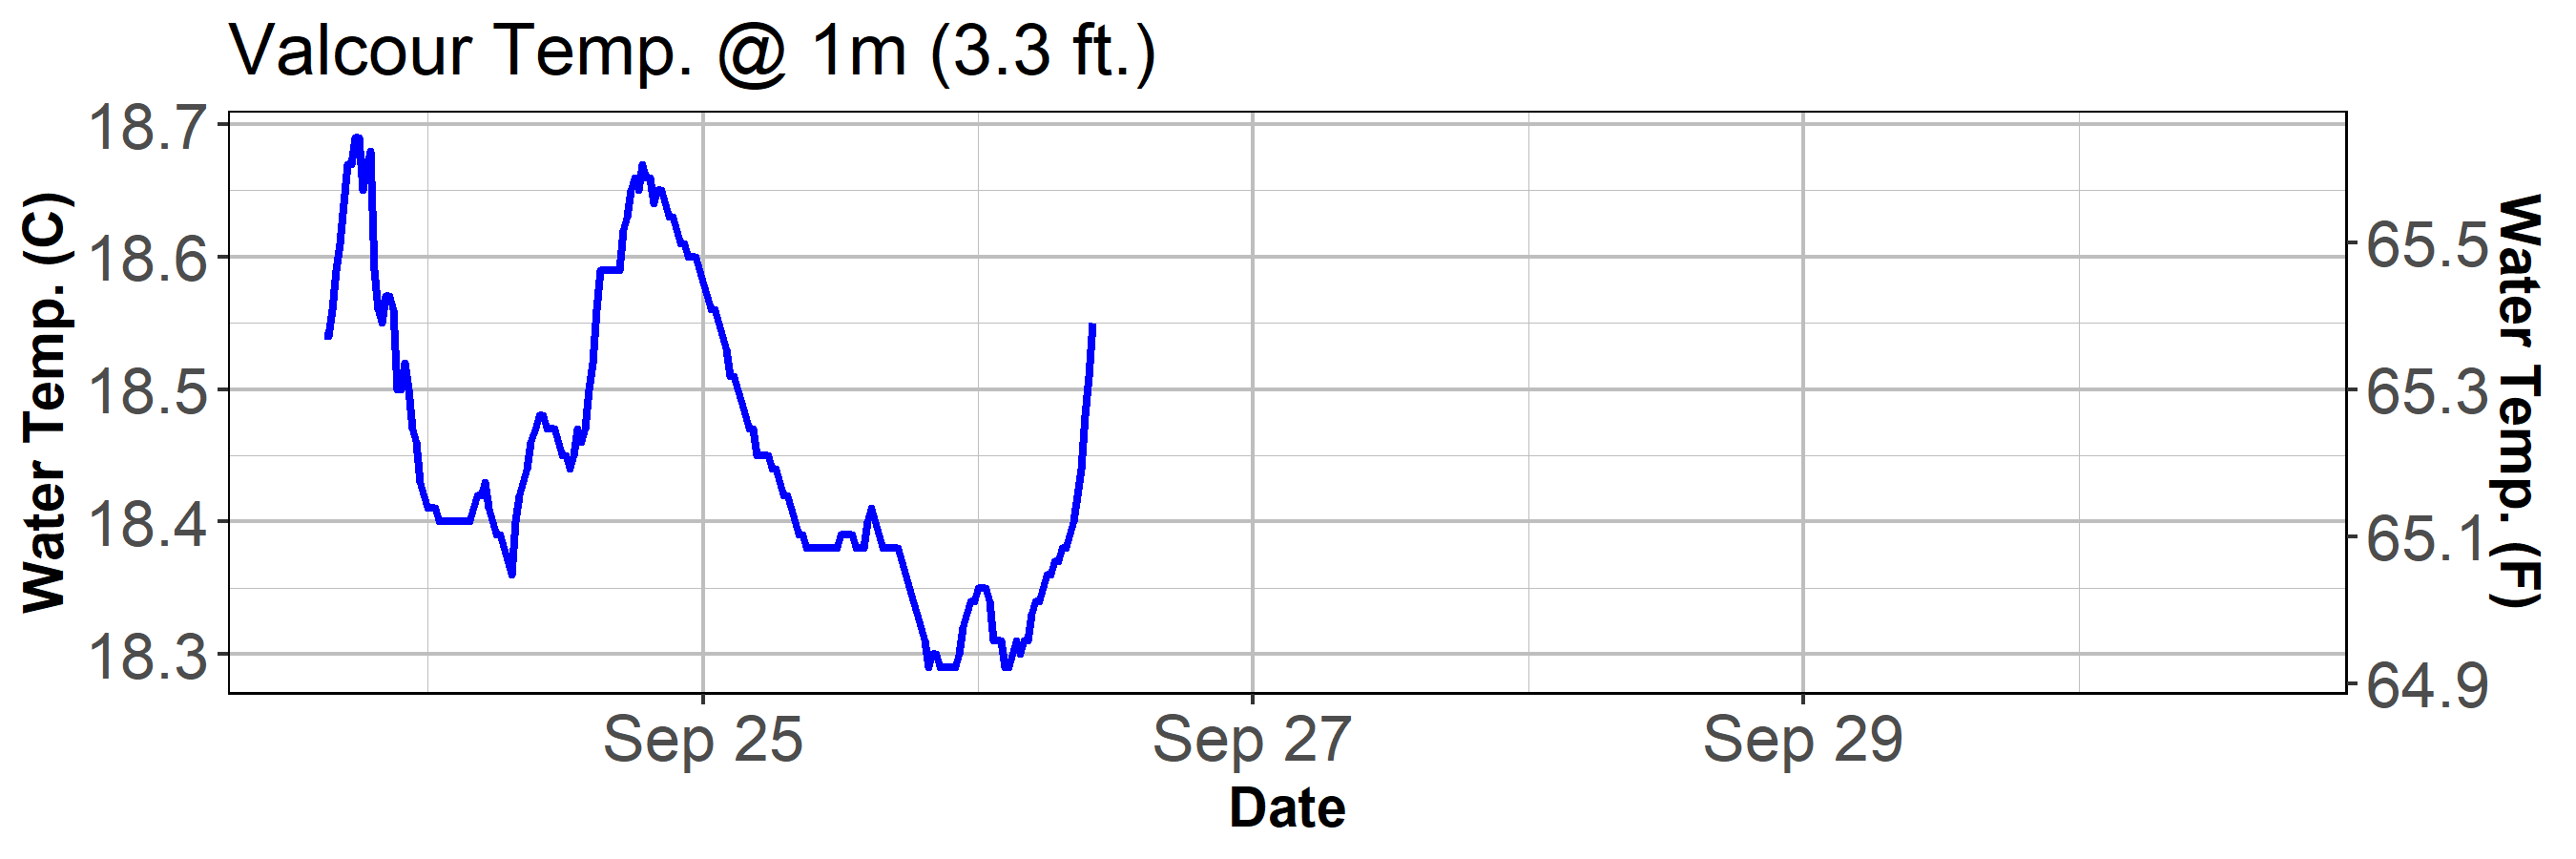 Valcour Temp. @ 1m (3.3 ft.)
Water Temp. (C)
18.7
18.6
18.5
18.4
18.3
65.5
65.3
65.1
64.9
Water Temp. (F)
Sep 25 Sep 27 Sep 29
Date